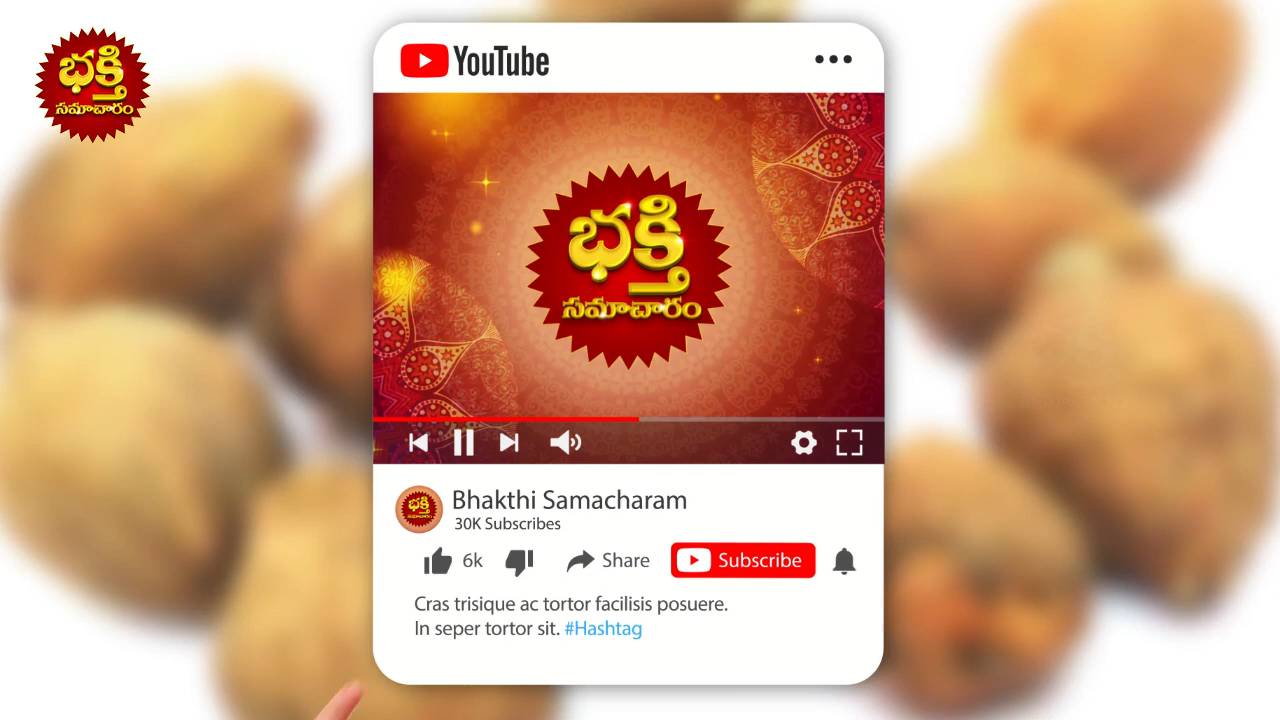 భక్తి
సమాచారం
YouTube
భక్తి
సమాచారం
భక్తి
Bhakthi Samacharam
30K Subscribes
6k
Share
Subscribe
Cras trisique ac tortor facilisis posuere.
In seper tortor sit. #Hashtag